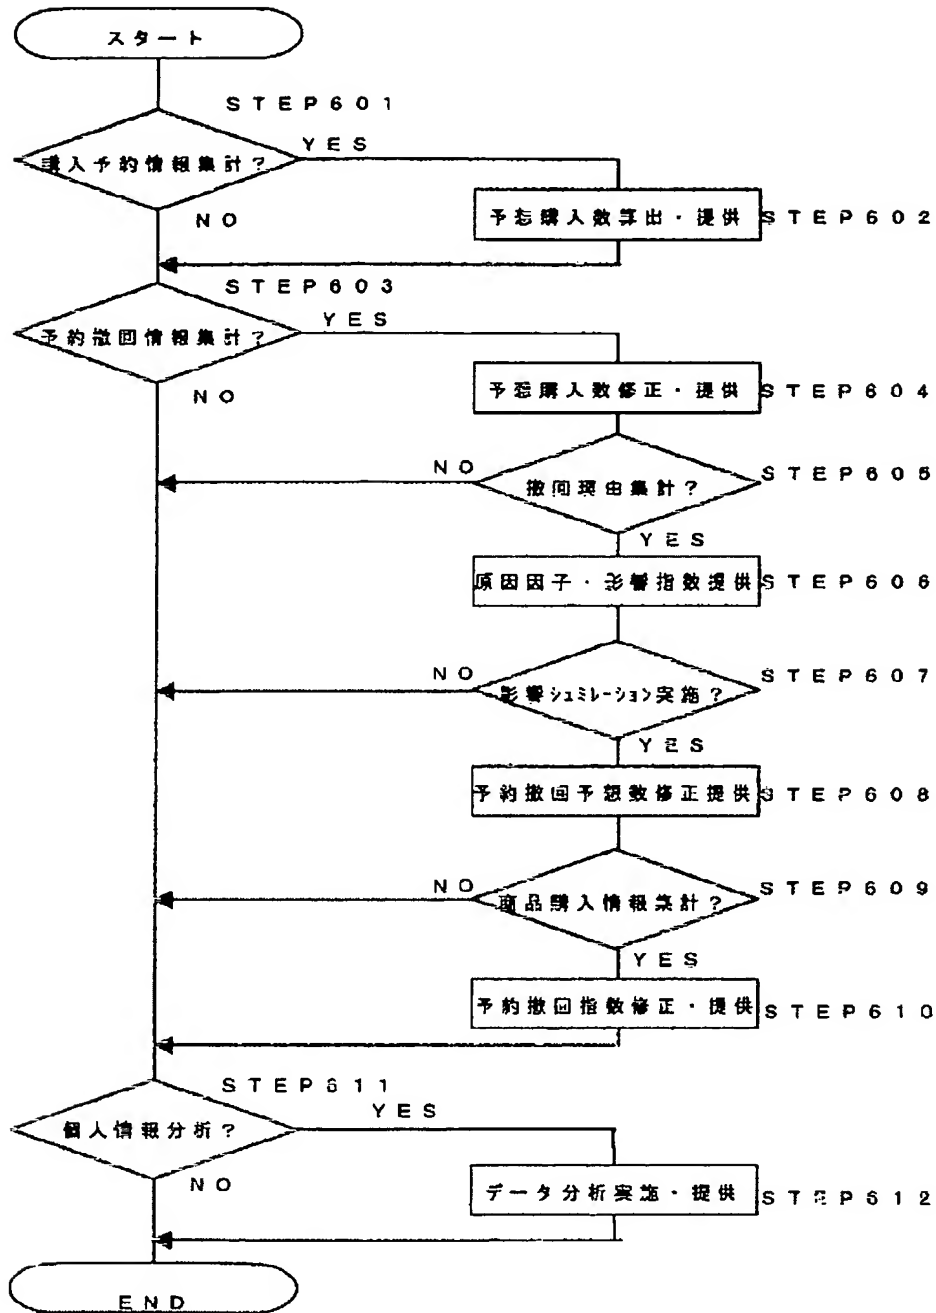 スタート
STEP601
購入予約情報集計?
YES
NO
予想購入数算出・提供
STEP602
STEP603
予約撤回情報集計?
YES
NO
予想購入数修正・提供
STEP604
撤回理由集計?
NO
STEP605
YES
原因因子・影響指数提供
STEP606
影響シュミレーション実施?
NO
STEP607
YES
予約撤回予想数修正提供
STEP608
商品購入情報集計?
NO
STEP609
YES
予約撤回指数修正・提供
STEP610
STEP611
個人情報分析?
YES
NO
データ分析実施・提供
STEP612
END